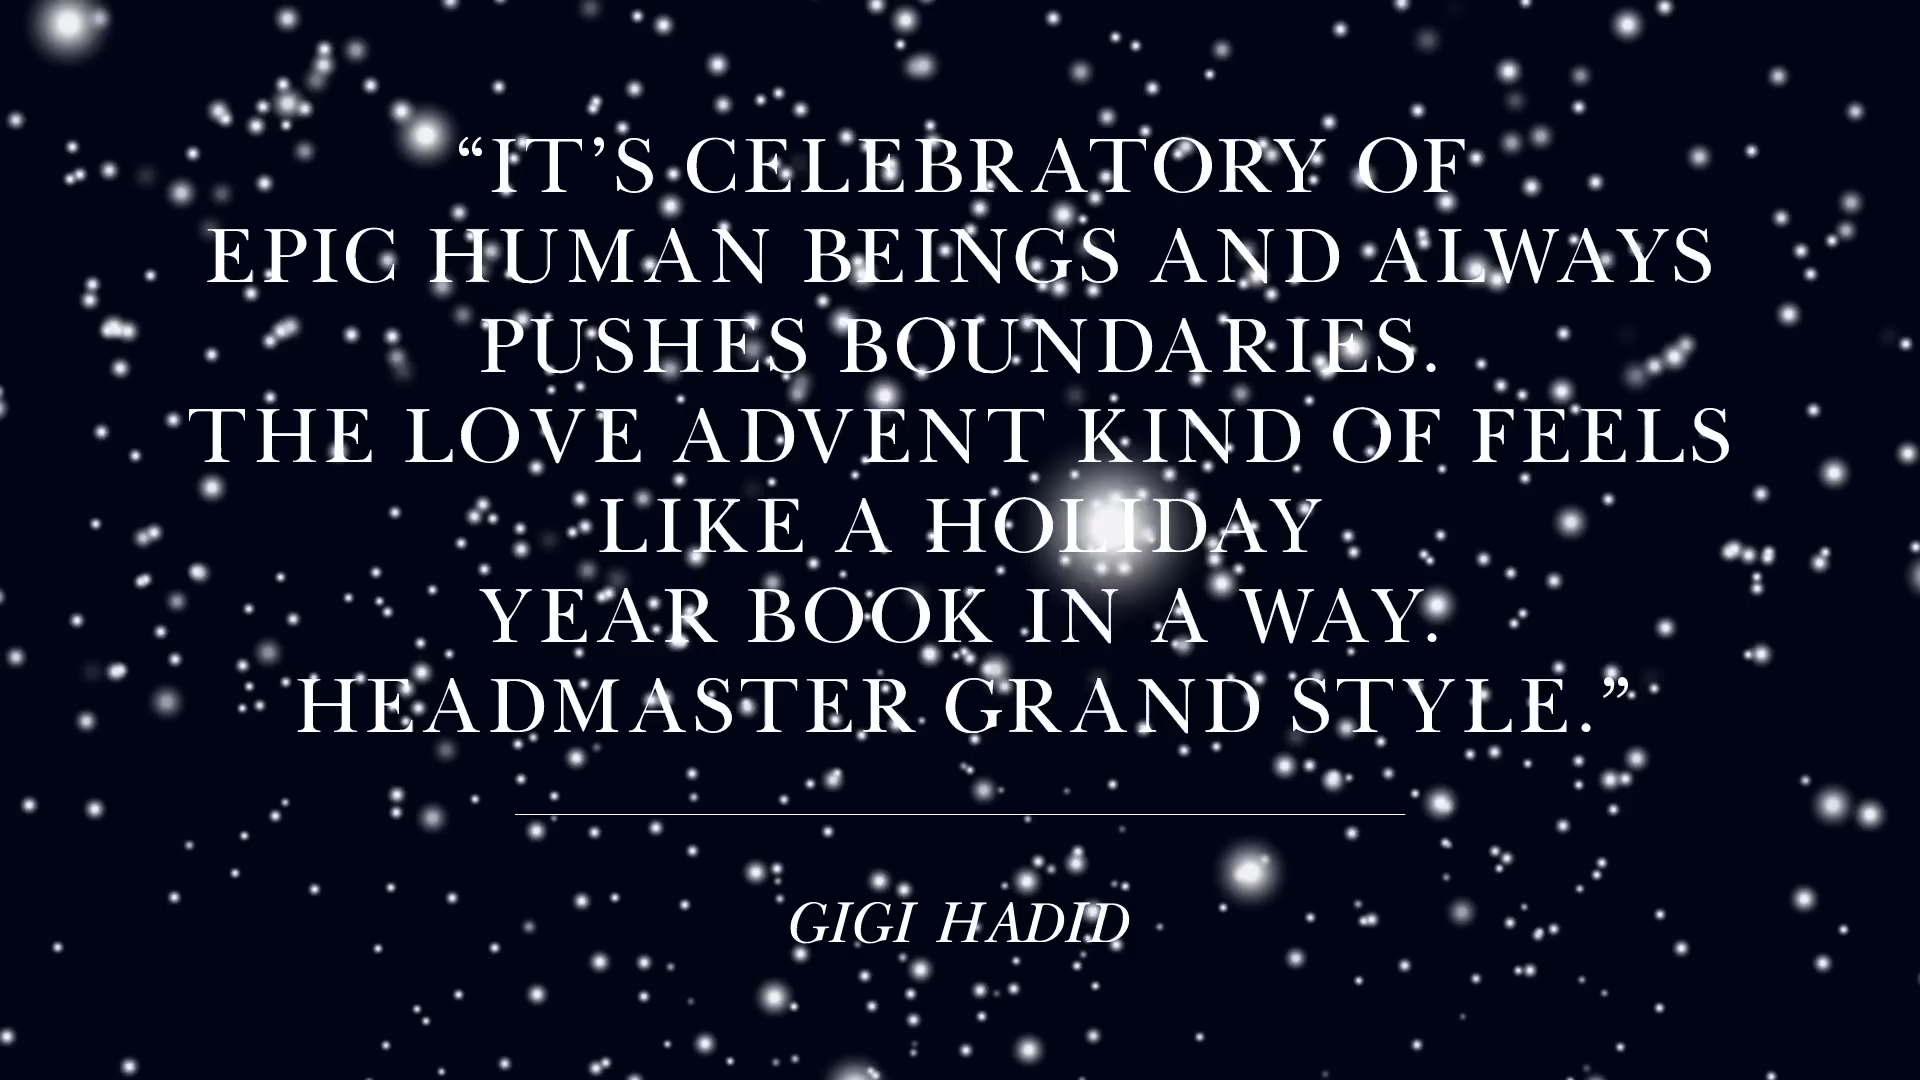 “IT’S CELEBRATORY OF
EPIC HUMAN BEINGS AND ALWAYS
PUSHES BOUNDARIES.
THE LOVE ADVENT KIND OF FEELS
LIKE A HOLIDAY
YEAR BOOK IN A WAY.
HEADMASTER GRAND STYLE.”
GIGI HADID